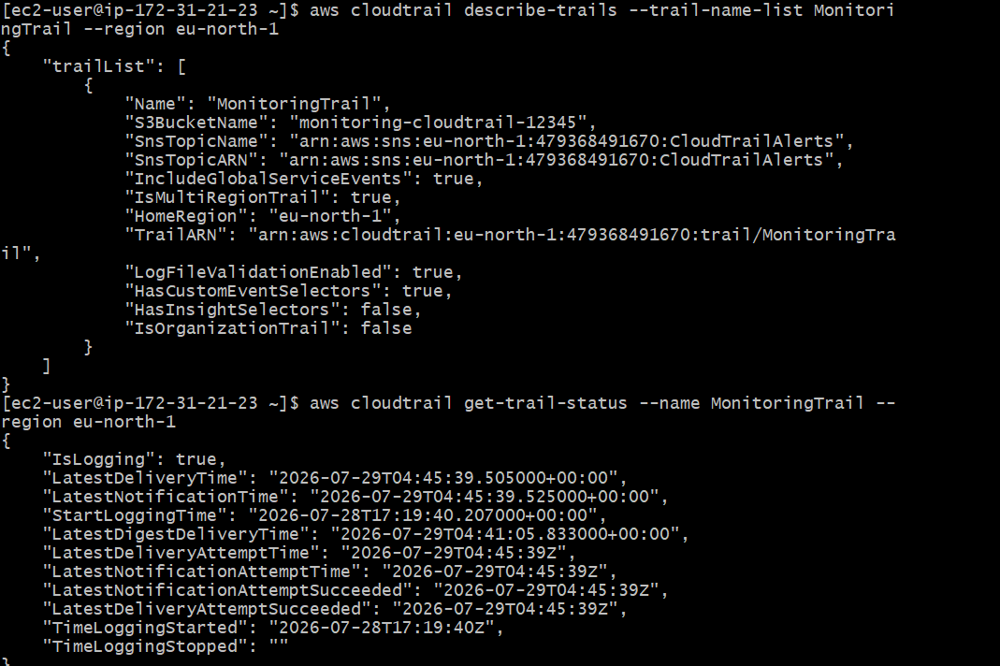 [ec2-user@ip-172-31-21-23 ~]$ aws cloudtrail describe-trails --trail-name-list Monitori
ngTrail --region eu-north-1
{
    "trailList": [
        {
            "Name": "MonitoringTrail",
            "S3BucketName": "monitoring-cloudtrail-12345",
            "SnsTopicName": "arn:aws:sns:eu-north-1:479368491670:CloudTrailAlerts",
            "SnsTopicARN": "arn:aws:sns:eu-north-1:479368491670:CloudTrailAlerts",
            "IncludeGlobalServiceEvents": true,
            "IsMultiRegionTrail": true,
            "HomeRegion": "eu-north-1",
            "TrailARN": "arn:aws:cloudtrail:eu-north-1:479368491670:trail/MonitoringTra
il",
            "LogFileValidationEnabled": true,
            "HasCustomEventSelectors": true,
            "HasInsightSelectors": false,
            "IsOrganizationTrail": false
        }
    ]
}
[ec2-user@ip-172-31-21-23 ~]$ aws cloudtrail get-trail-status --name MonitoringTrail --
region eu-north-1
{
    "IsLogging": true,
    "LatestDeliveryTime": "2026-07-29T04:45:39.505000+00:00",
    "LatestNotificationTime": "2026-07-29T04:45:39.525000+00:00",
    "StartLoggingTime": "2026-07-28T17:19:40.207000+00:00",
    "LatestDigestDeliveryTime": "2026-07-29T04:41:05.833000+00:00",
    "LatestDeliveryAttemptTime": "2026-07-29T04:45:39Z",
    "LatestNotificationAttemptTime": "2026-07-29T04:45:39Z",
    "LatestNotificationAttemptSucceeded": "2026-07-29T04:45:39Z",
    "LatestDeliveryAttemptSucceeded": "2026-07-29T04:45:39Z",
    "TimeLoggingStarted": "2026-07-28T17:19:40Z",
    "TimeLoggingStopped": ""
}